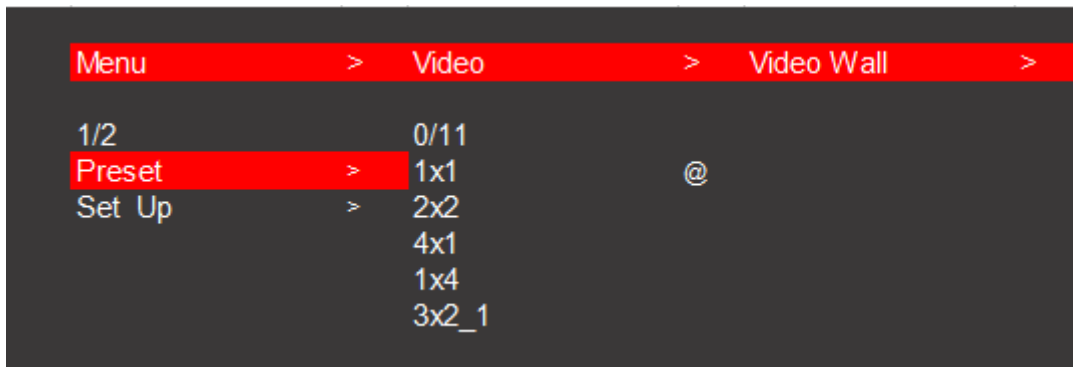 Menu > Video > Video Wall >
1/2 0/11
Preset > 1x1 @
Set Up > 2x2
4x1
1x4
3x2_1